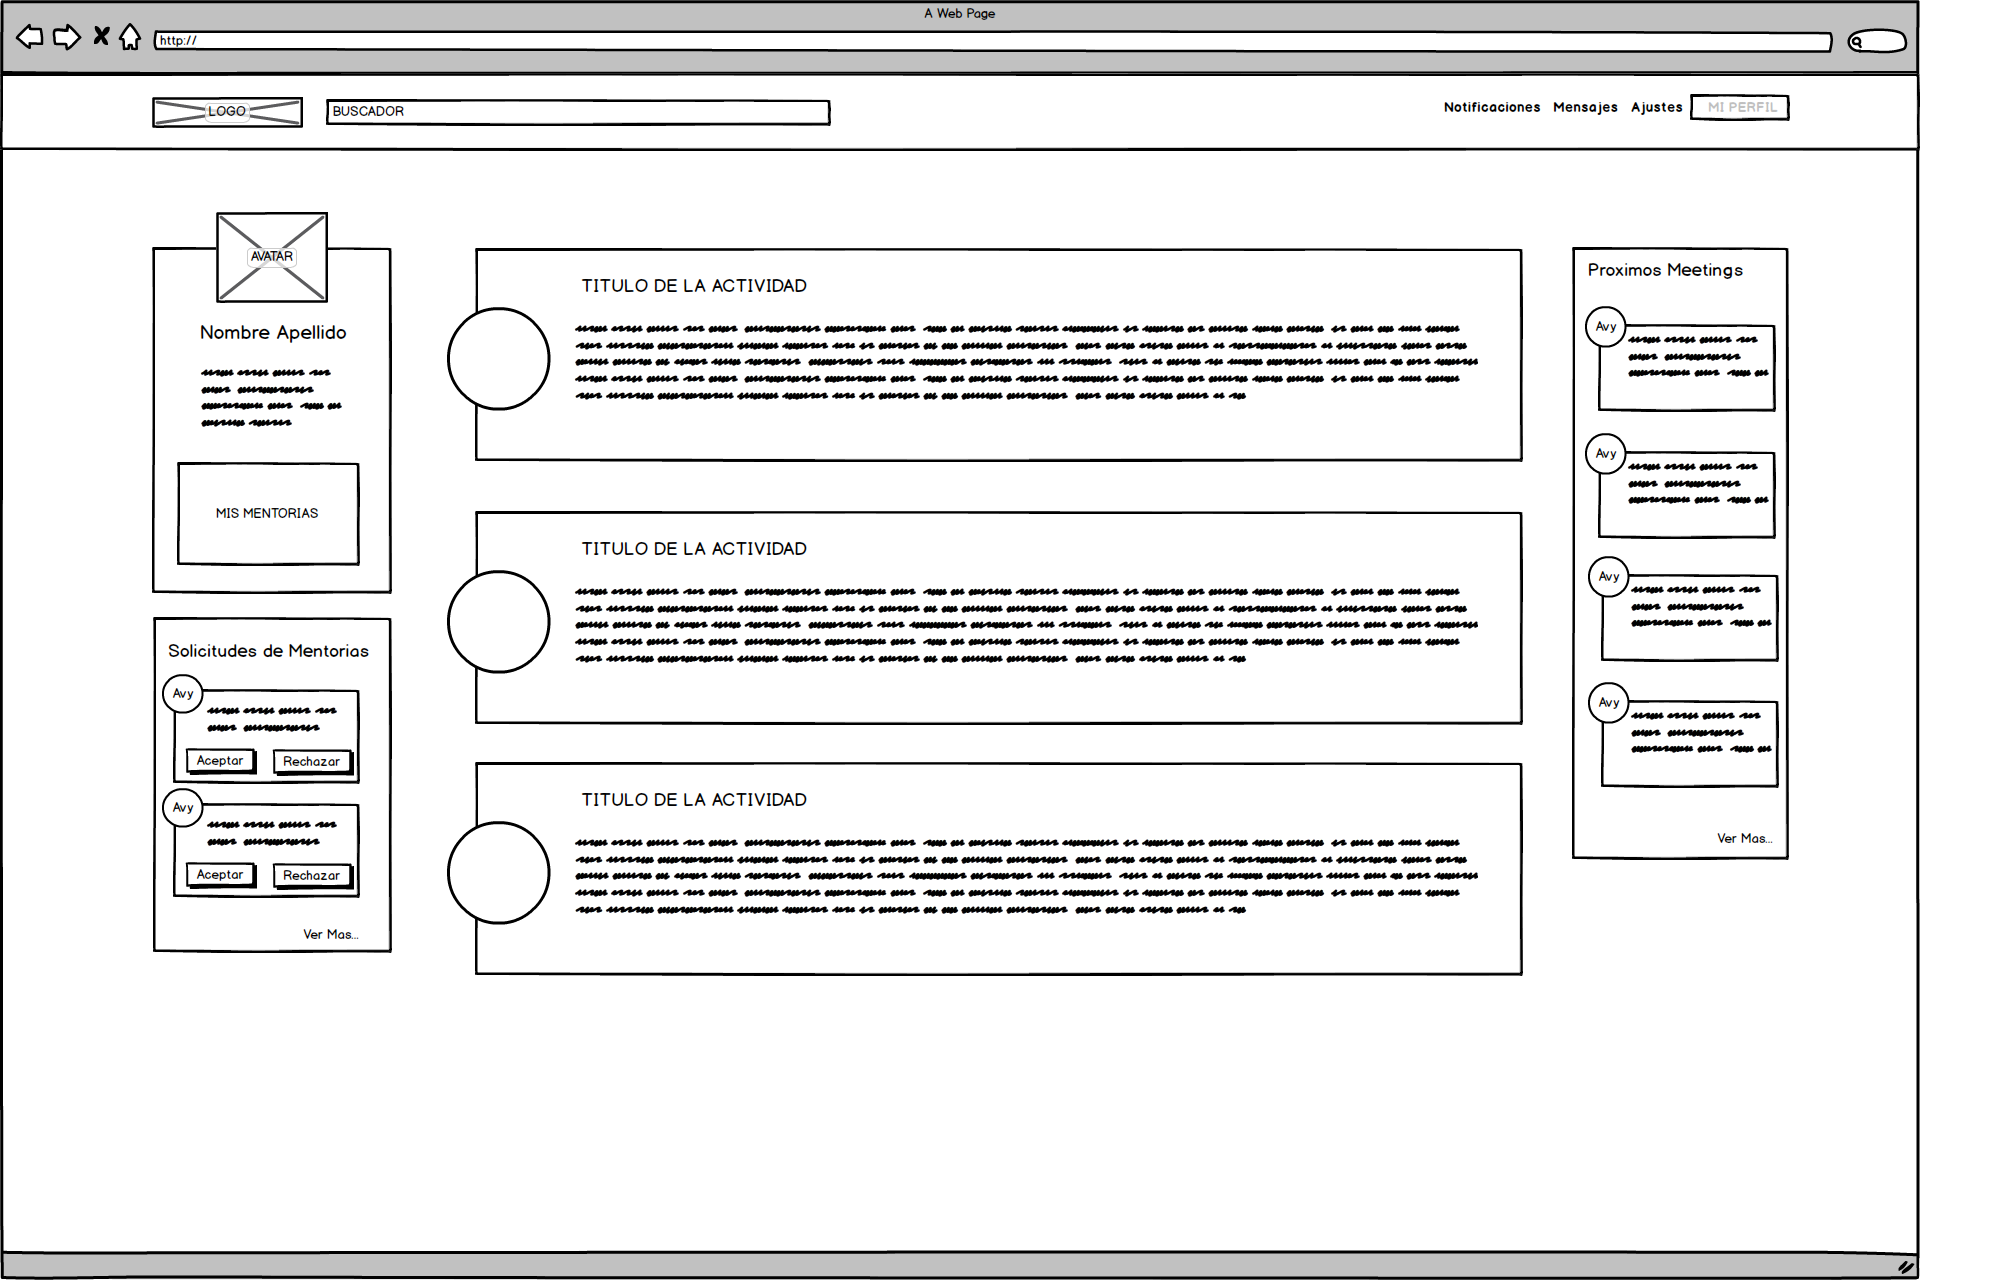 A Web Page
http://
LOGO
BUSCADOR
Notificaciones Mensajes Ajustes MI PERFIL
AVATAR
Nombre Apellido
MIS MENTORIAS
Solicitudes de Mentorias
Avy
Aceptar Rechazar
Avy
Aceptar Rechazar
Ver Mas...
TITULO DE LA ACTIVIDAD
TITULO DE LA ACTIVIDAD
TITULO DE LA ACTIVIDAD
Proximos Meetings
Avy
Avy
Avy
Avy
Ver Mas...